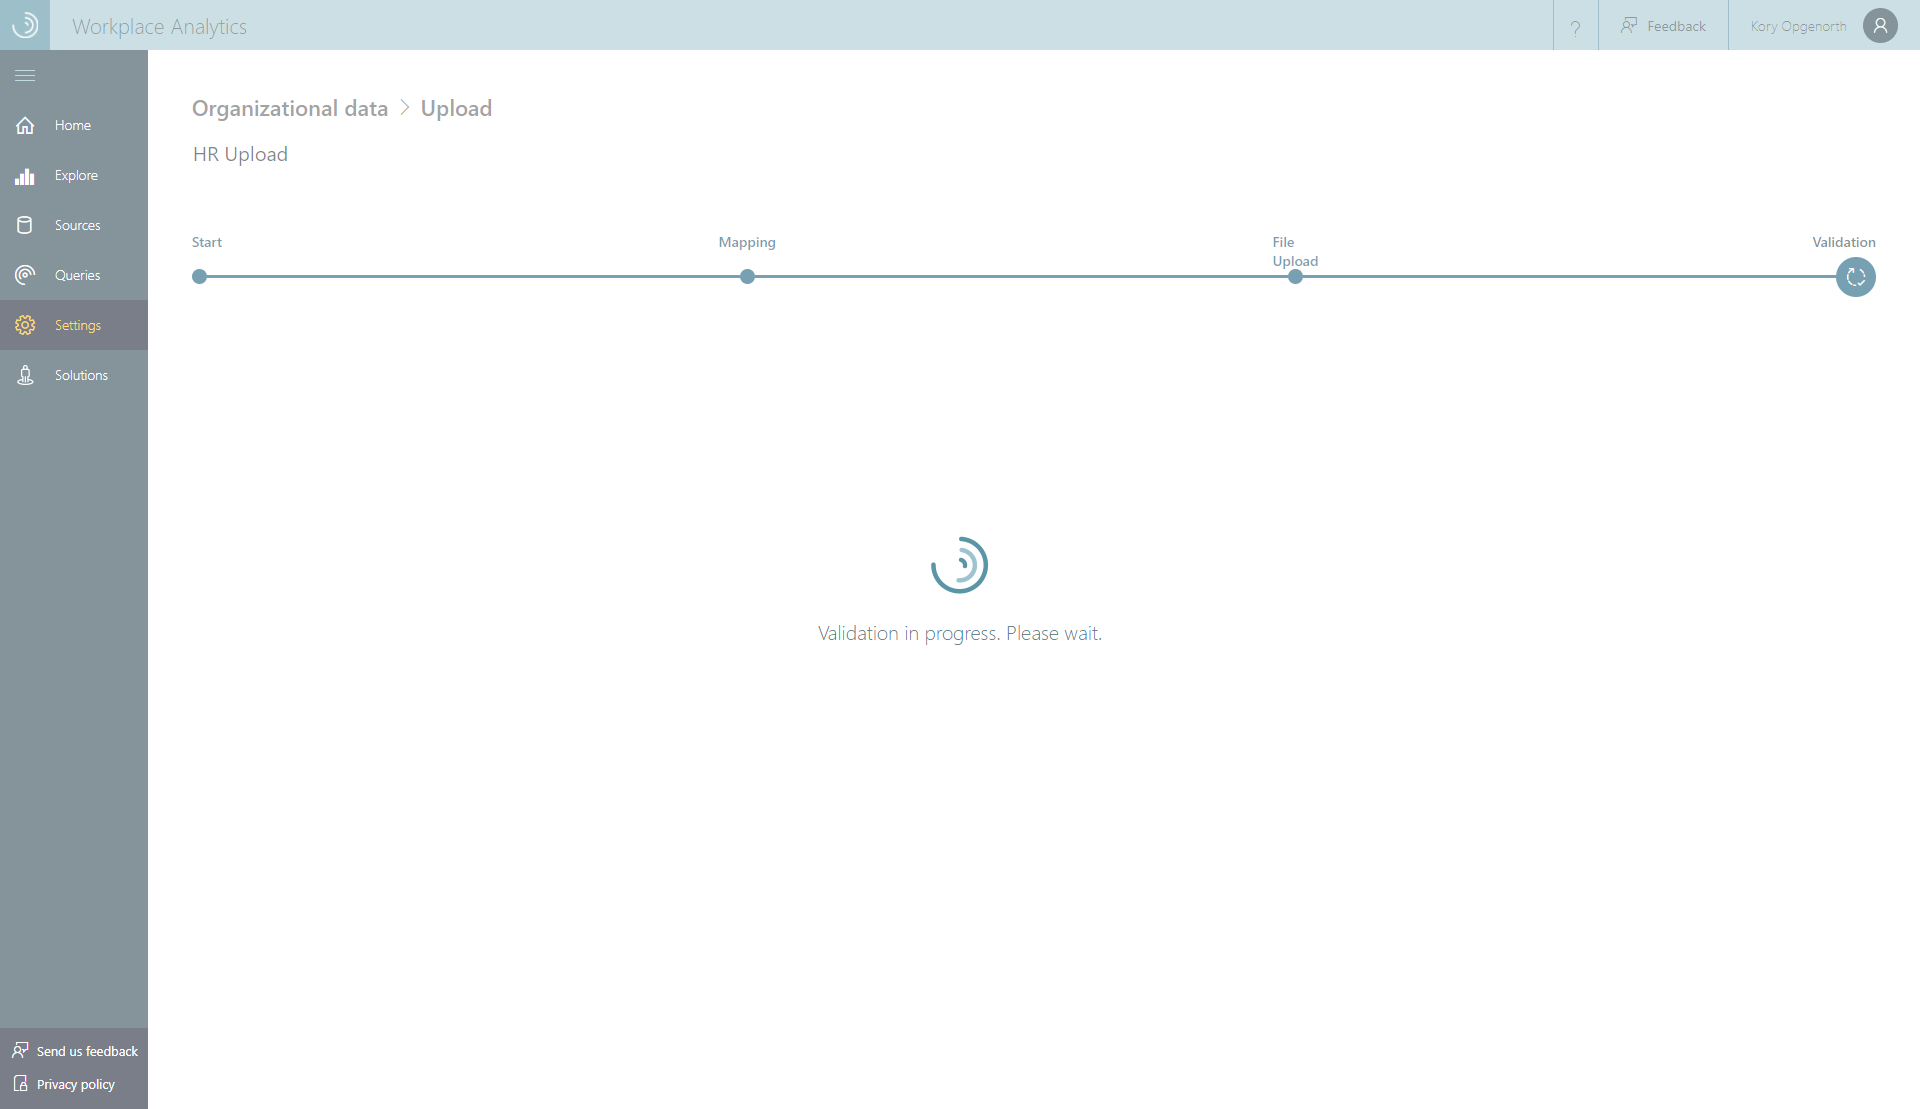 Workplace Analytics
?
Feedback
Kory Opgenorth
Home
Explore
Sources
Queries
Settings
Solutions
Send us feedback
Privacy policy
Organizational data > Upload
HR Upload
Start
Mapping
File
Upload
Validation
Validation in progress. Please wait.